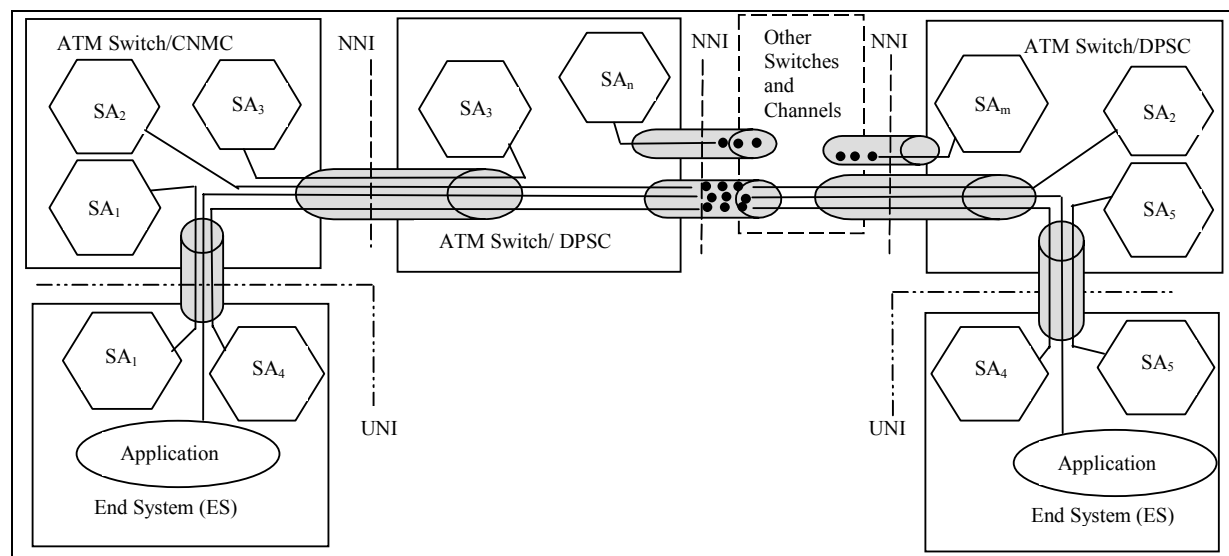 ATM Switch/CNMC
SA2
SA3
SA1
NNI
SA3
SAn
ATM Switch/ DPSC
NNI
Other
Switches
and
Channels
NNI
ATM Switch/DPSC
SAm
SA2
SA5
SA1
SA4
Application
End System (ES)
UNI
UNI
SA4
SA5
Application
End System (ES)